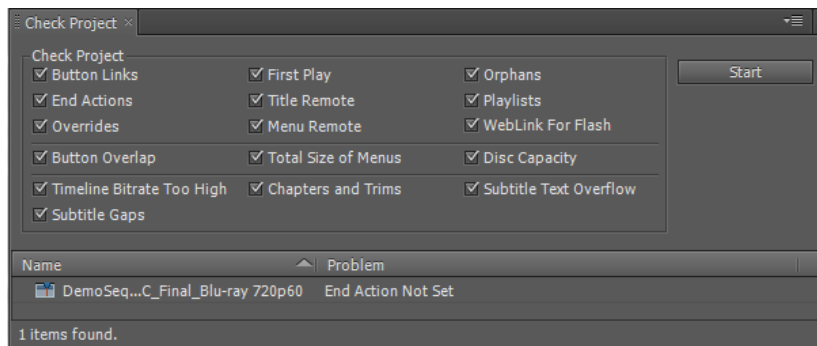 Check Project ×
Check Project
Button Links First Play Orphans Start
End Actions Title Remote Playlists
Overrides Menu Remote WebLink For Flash
Button Overlap Total Size of Menus Disc Capacity
Timeline Bitrate Too High Chapters and Trims Subtitle Text Overflow
Subtitle Gaps
Name Problem
DemoSeq...C_Final_Blu-ray 720p60 End Action Not Set
1 items found.